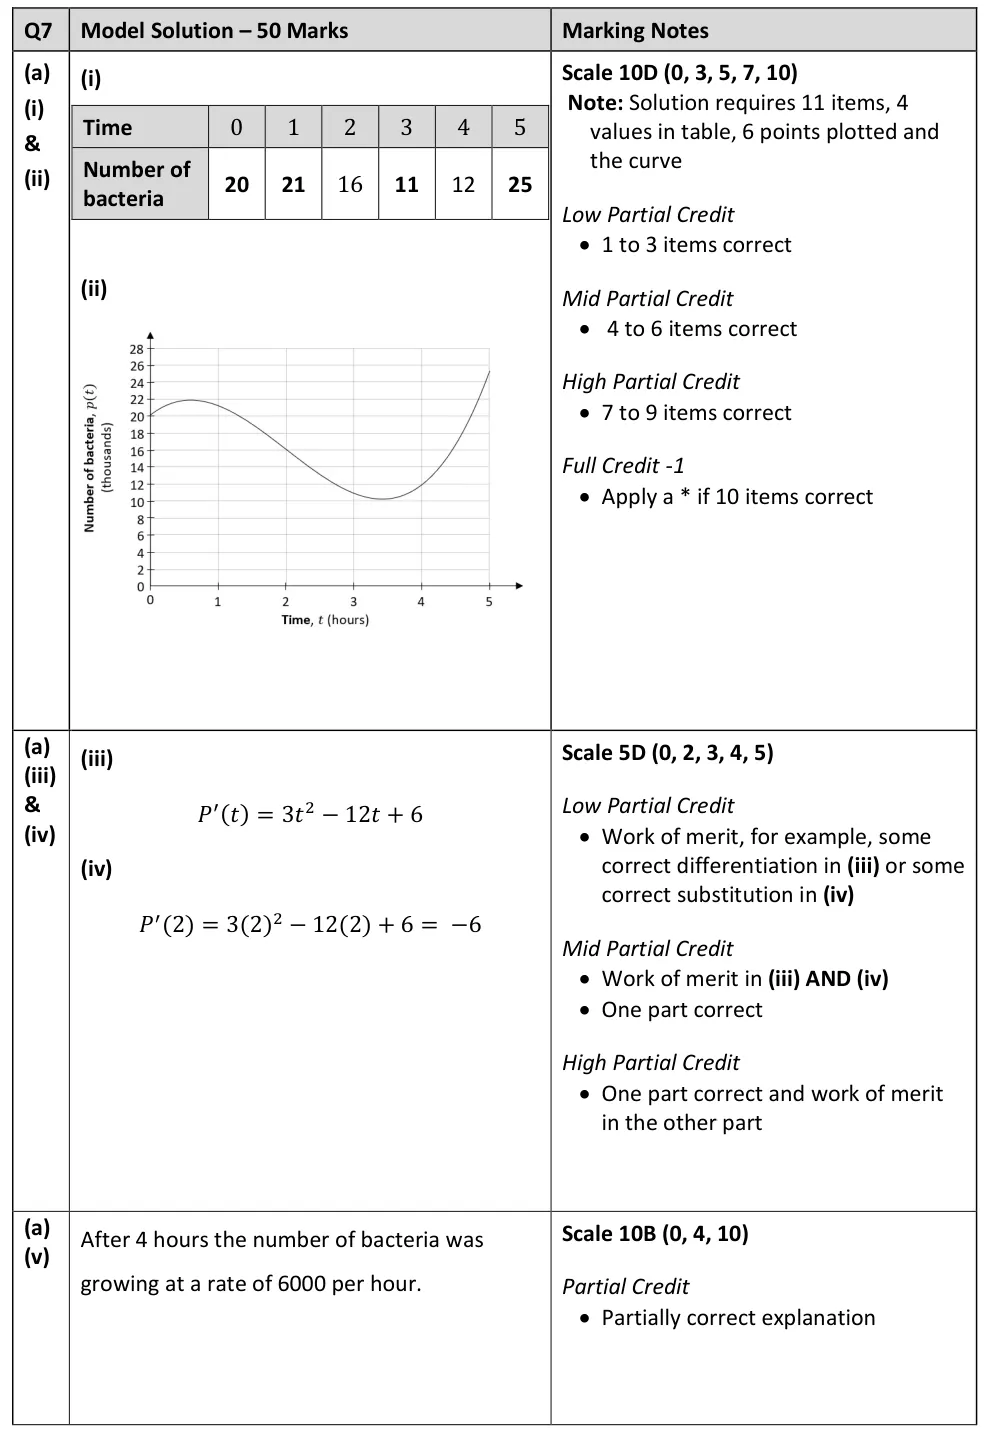 Q7 Model Solution – 50 Marks Marking Notes
(a)
(i)
&
(ii)
(i)
Time 0 1 2 3 4 5
Number of
bacteria 20 21 16 11 12 25
(ii)
28
26
24
22
20
18
16
14
12
10
8
6
4
2
0
Number of bacteria, p(t)
(thousands)
0 1 2 3 4 5
Time, t (hours)
Scale 10D (0, 3, 5, 7, 10)
Note: Solution requires 11 items, 4
values in table, 6 points plotted and
the curve
Low Partial Credit
• 1 to 3 items correct
Mid Partial Credit
• 4 to 6 items correct
High Partial Credit
• 7 to 9 items correct
Full Credit -1
• Apply a * if 10 items correct
(a)
(iii)
&
(iv)
(iii)
P′(t) = 3t² − 12t + 6
(iv)
P′(2) = 3(2)² − 12(2) + 6 = −6
Scale 5D (0, 2, 3, 4, 5)
Low Partial Credit
• Work of merit, for example, some
correct differentiation in (iii) or some
correct substitution in (iv)
Mid Partial Credit
• Work of merit in (iii) AND (iv)
• One part correct
High Partial Credit
• One part correct and work of merit
in the other part
(a)
(v)
After 4 hours the number of bacteria was
growing at a rate of 6000 per hour.
Scale 10B (0, 4, 10)
Partial Credit
• Partially correct explanation